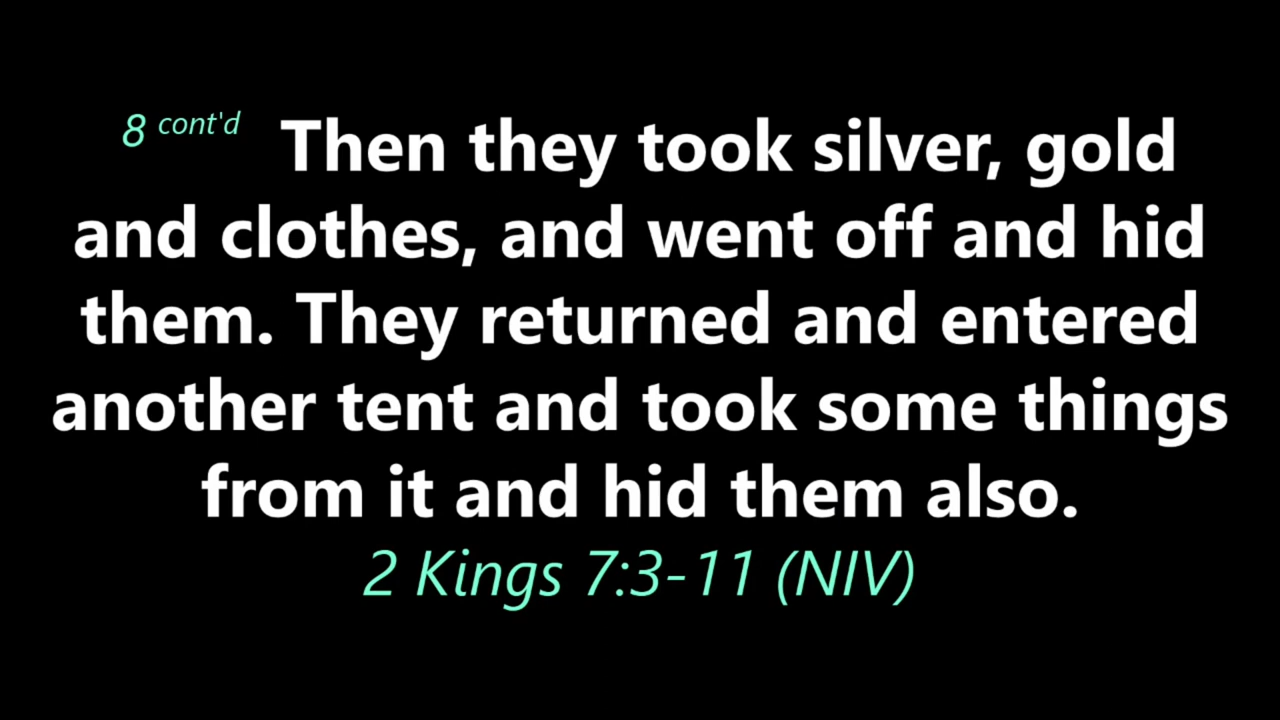 8 cont'd Then they took silver, gold
and clothes, and went off and hid
them. They returned and entered
another tent and took some things
from it and hid them also.
2 Kings 7:3-11 (NIV)